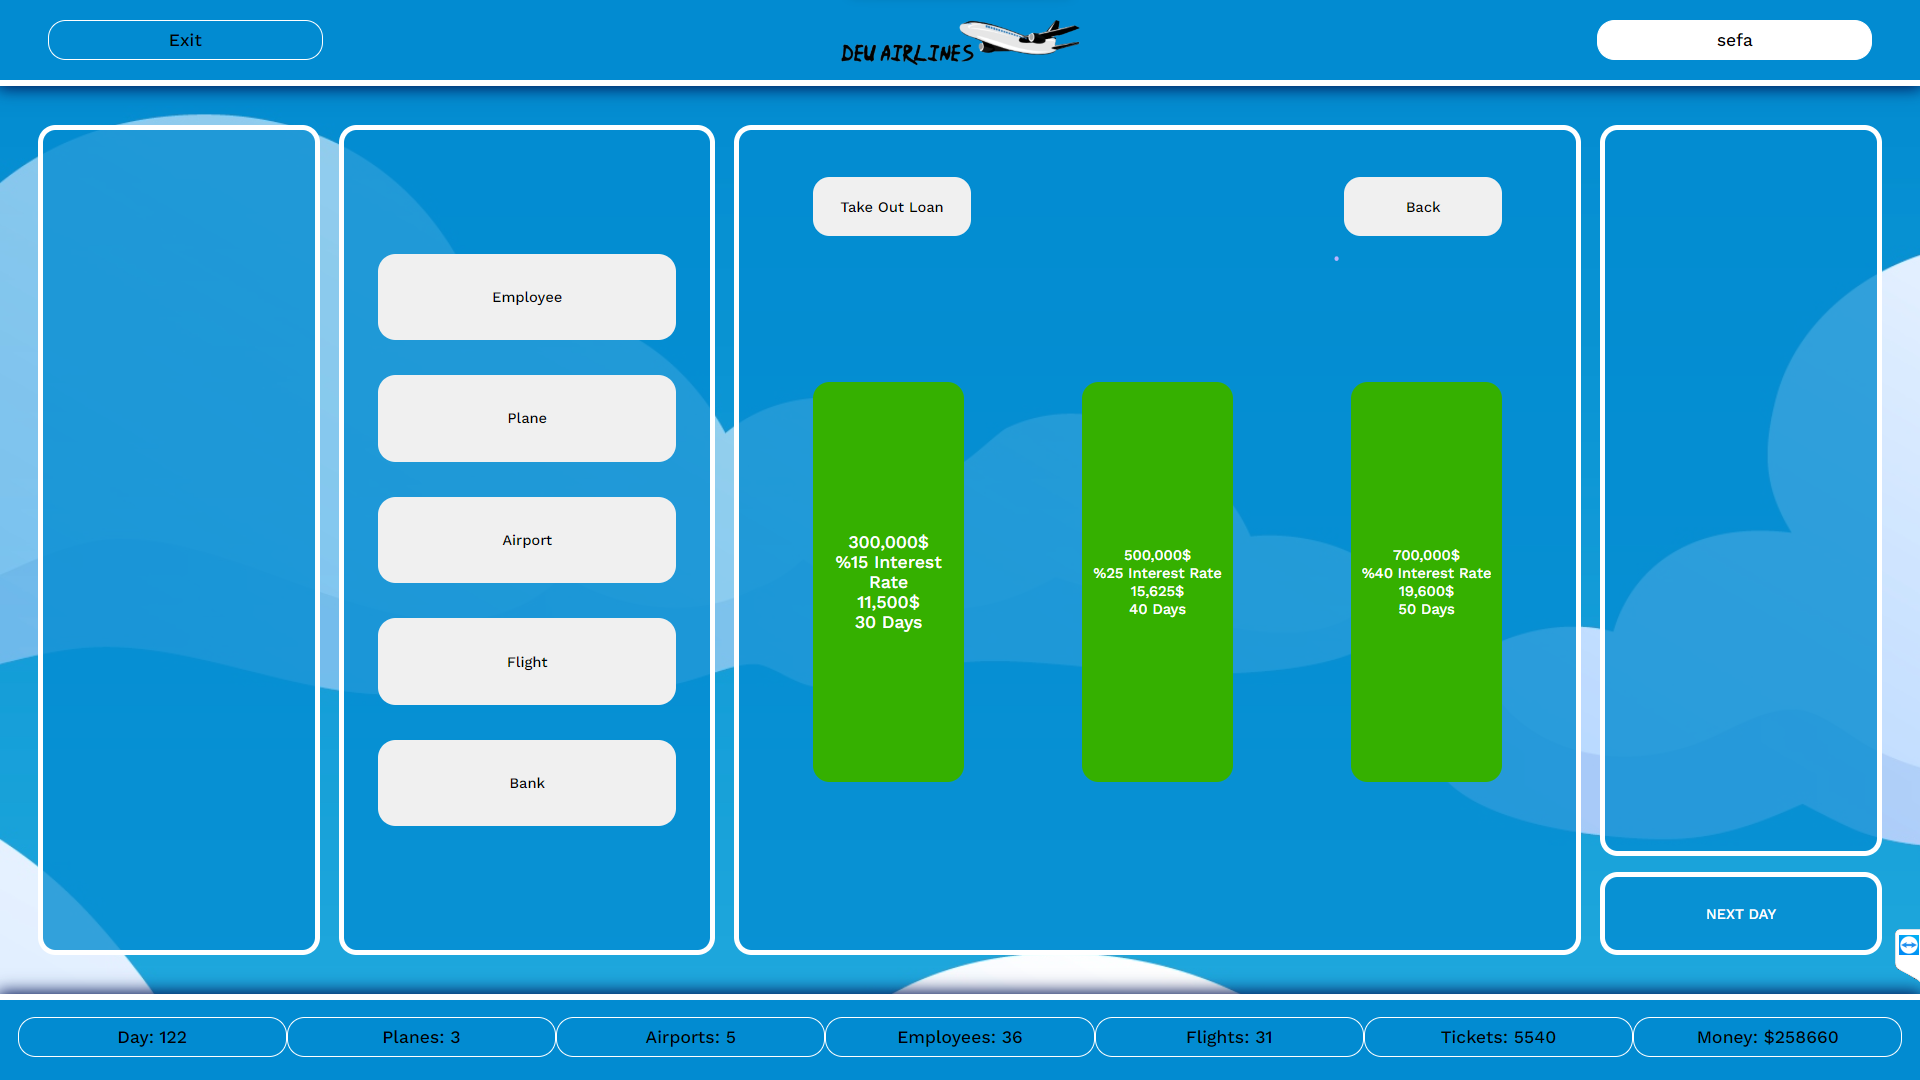 Exit
DEU AIRLINES
sefa
Take Out Loan
Back
Employee
Plane
Airport
Flight
Bank
300,000$
%15 Interest
Rate
11,500$
30 Days
500,000$
%25 Interest Rate
15,625$
40 Days
700,000$
%40 Interest Rate
19,600$
50 Days
NEXT DAY
Day: 122
Planes: 3
Airports: 5
Employees: 36
Flights: 31
Tickets: 5540
Money: $258660